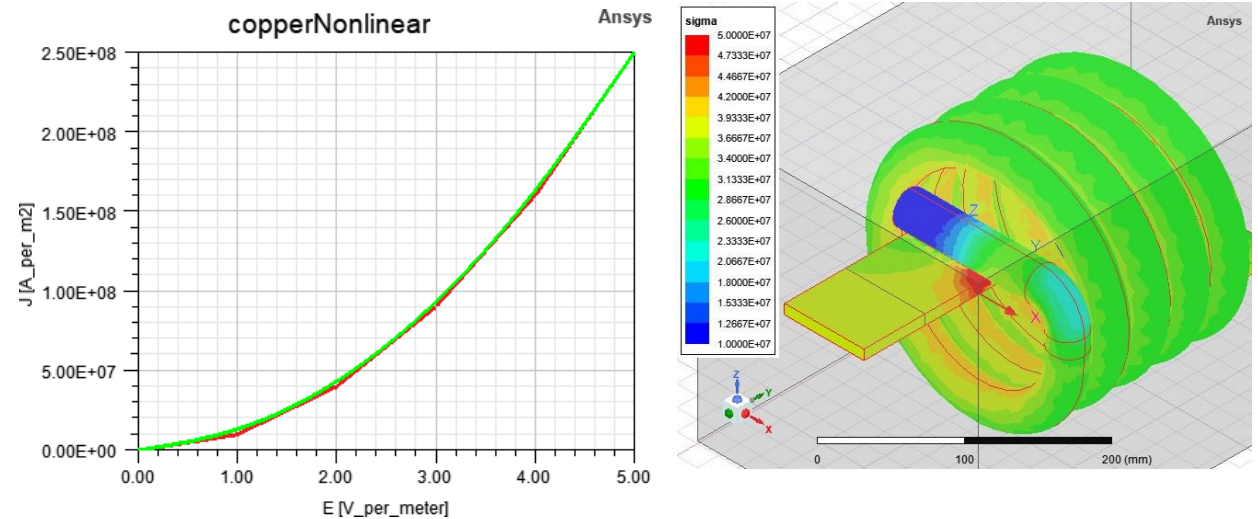 copperNonlinear
Ansys
2.50E+08
2.00E+08
1.50E+08
1.00E+08
5.00E+07
0.00E+00
J [A_per_m2]
0.00 1.00 2.00 3.00 4.00 5.00
E [V_per_meter]
sigma
5.0000E+07
4.7333E+07
4.4667E+07
4.2000E+07
3.9333E+07
3.6667E+07
3.4000E+07
3.1333E+07
2.8667E+07
2.6000E+07
2.3333E+07
2.0667E+07
1.8000E+07
1.5333E+07
1.2667E+07
1.0000E+07
Ansys
Z
Y
X
Z
Y
X
0 100 200 (mm)